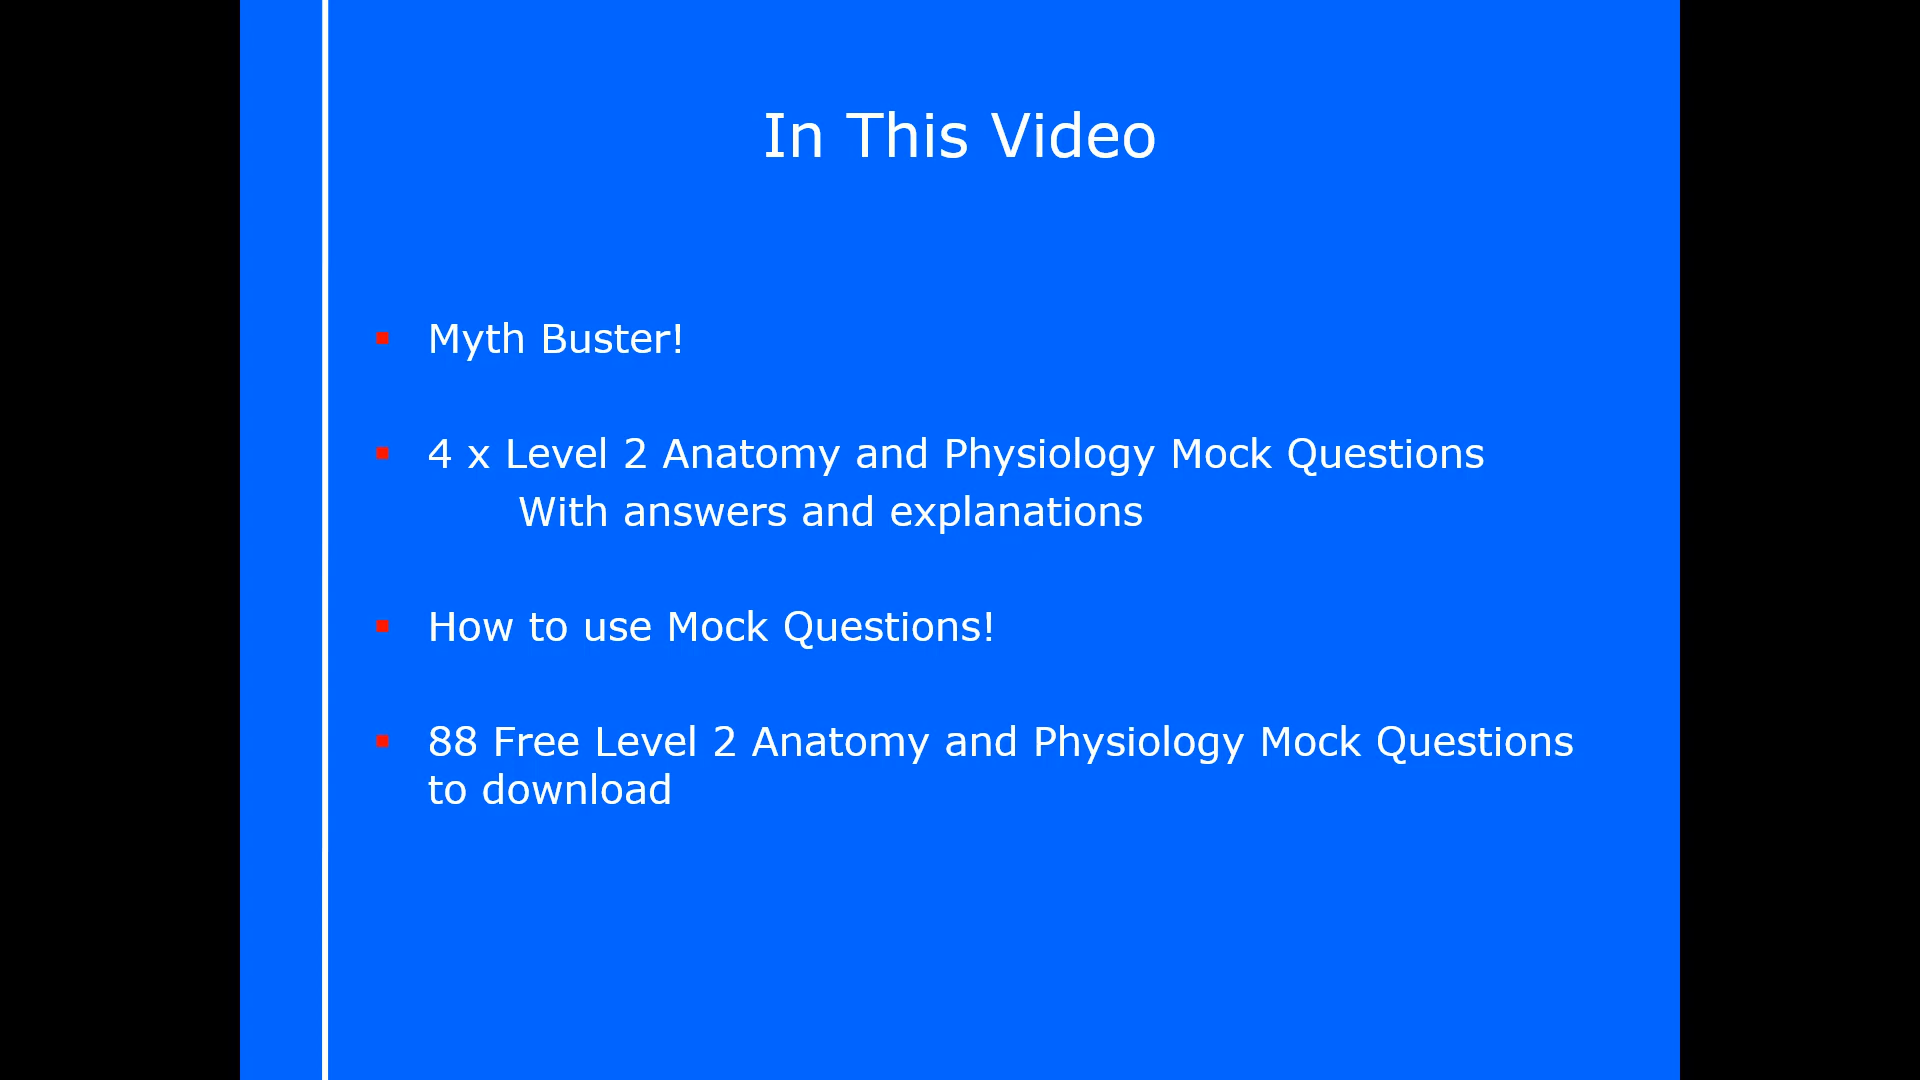 In This Video
Myth Buster!
4 x Level 2 Anatomy and Physiology Mock Questions
With answers and explanations
How to use Mock Questions!
88 Free Level 2 Anatomy and Physiology Mock Questions
to download